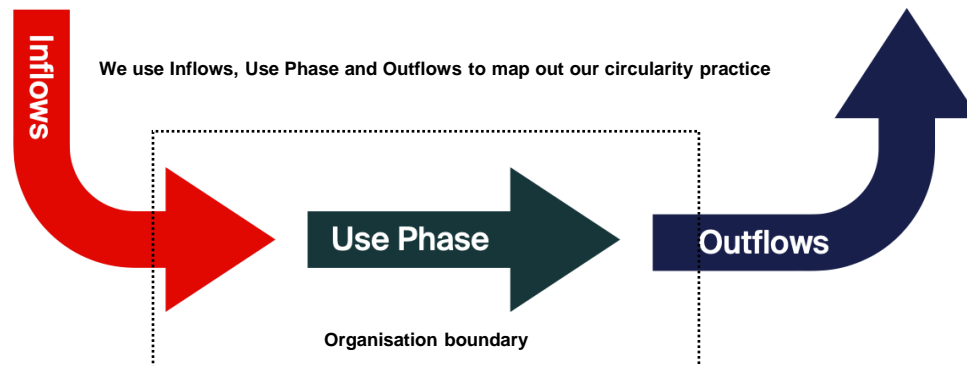 Inflows
We use Inflows, Use Phase and Outflows to map out our circularity practice
Use Phase
Outflows
Organisation boundary